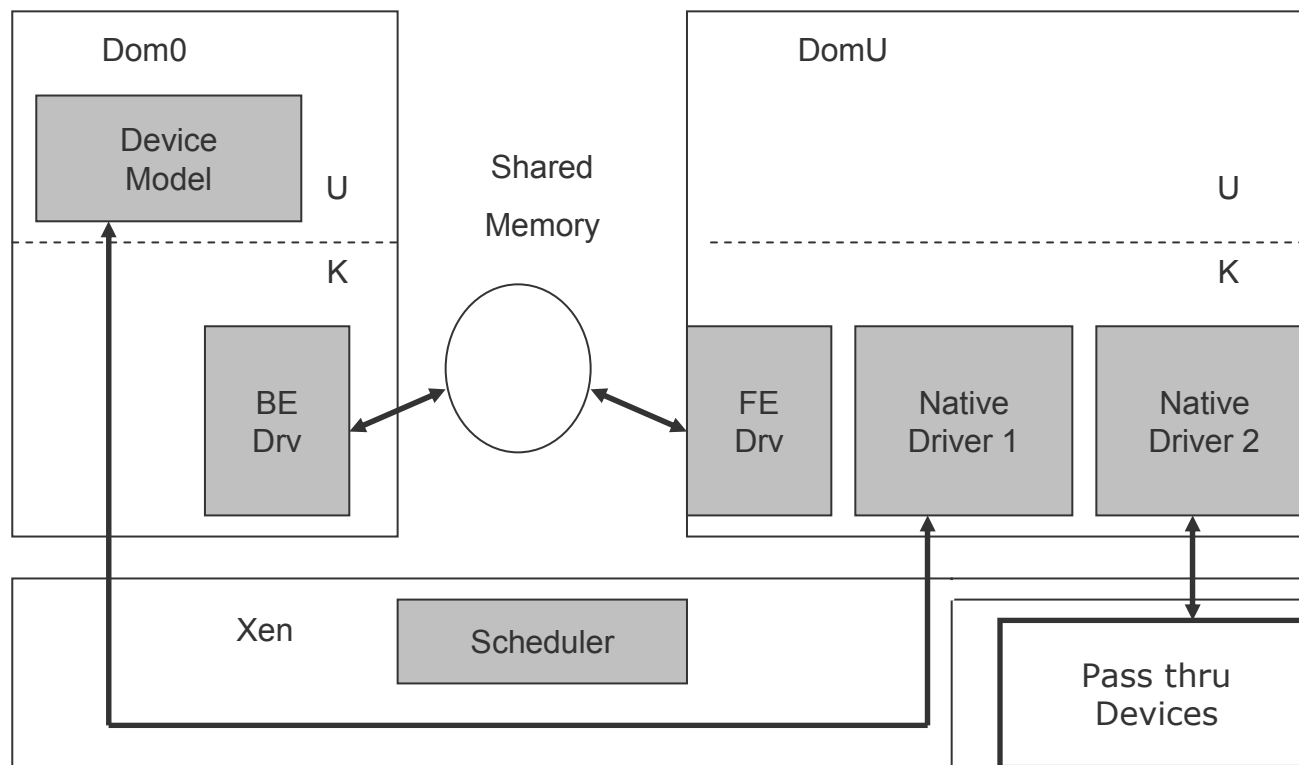 Dom0
DomU
Device
Model
U
K
Shared
Memory
U
K
BE
Drv
FE
Drv
Native
Driver 1
Native
Driver 2
Xen
Scheduler
Pass thru
Devices